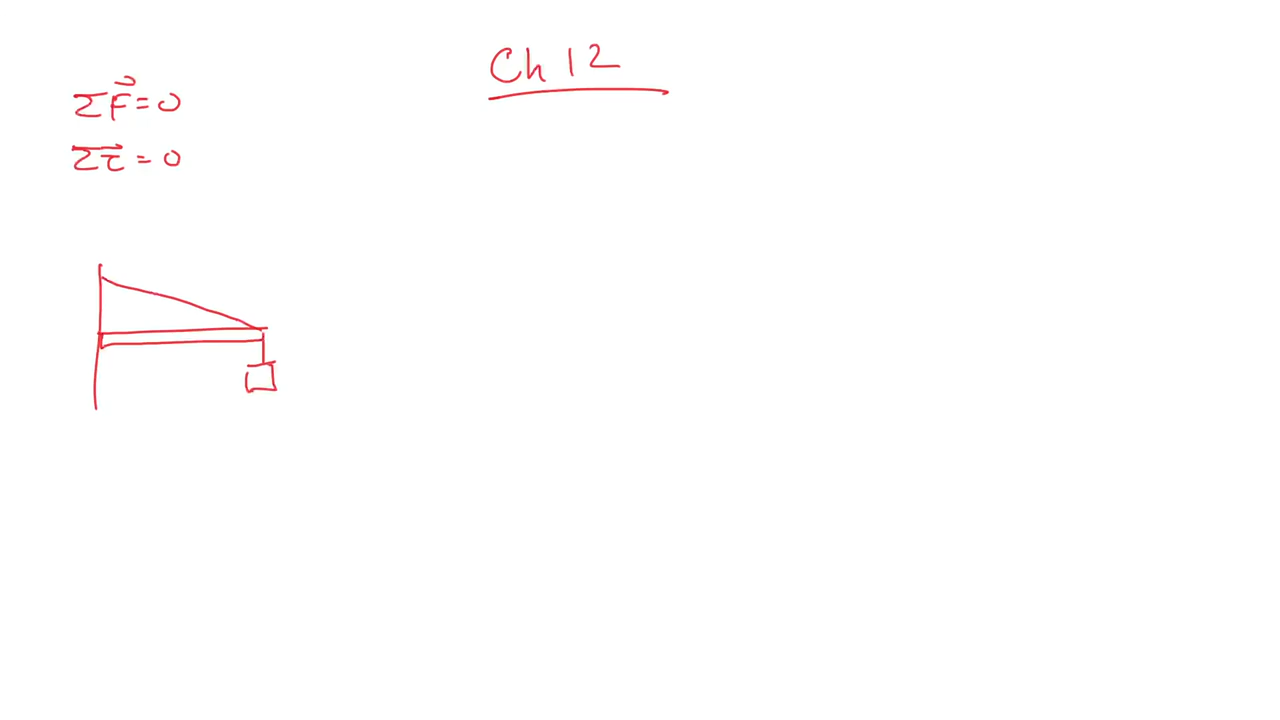 Ch 12
ΣF⃗ = 0
Στ⃗ = 0